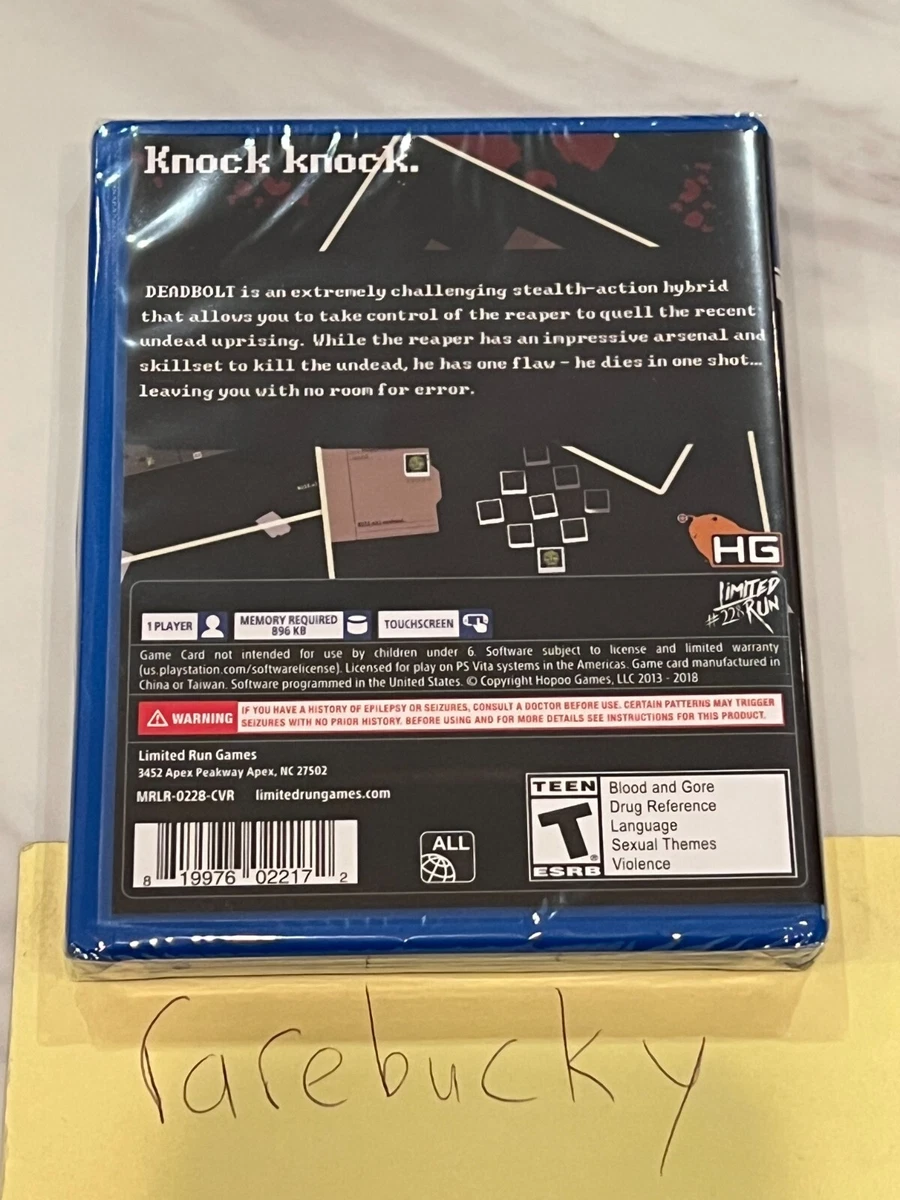 Knock knock.
DEADBOLT is an extremely challenging stealth-action hybrid
that allows you to take control of the reaper to quell the recent
undead uprising. While the reaper has an impressive arsenal and
skillset to kill the undead, he has one flaw - he dies in one shot...
leaving you with no room for error.
HG
LIMITED
#228 RUN
1 PLAYER
MEMORY REQUIRED
896 KB
TOUCHSCREEN
Game Card not intended for use by children under 6. Software subject to license and limited warranty
(us.playstation.com/softwarelicense). Licensed for play on PS Vita systems in the Americas. Game card manufactured in
China or Taiwan. Software programmed in the United States. © Copyright Hopoo Games, LLC 2013 - 2018
WARNING
IF YOU HAVE A HISTORY OF EPILEPSY OR SEIZURES, CONSULT A DOCTOR BEFORE USE. CERTAIN PATTERNS MAY TRIGGER
SEIZURES WITH NO PRIOR HISTORY. BEFORE USING AND FOR MORE DETAILS SEE INSTRUCTIONS FOR THIS PRODUCT.
Limited Run Games
3452 Apex Peakway Apex, NC 27502
MRLR-0228-CVR limitedrungames.com
8 19976 02217 2
ALL
TEEN
T
®
ESRB
Blood and Gore
Drug Reference
Language
Sexual Themes
Violence
rarebucky